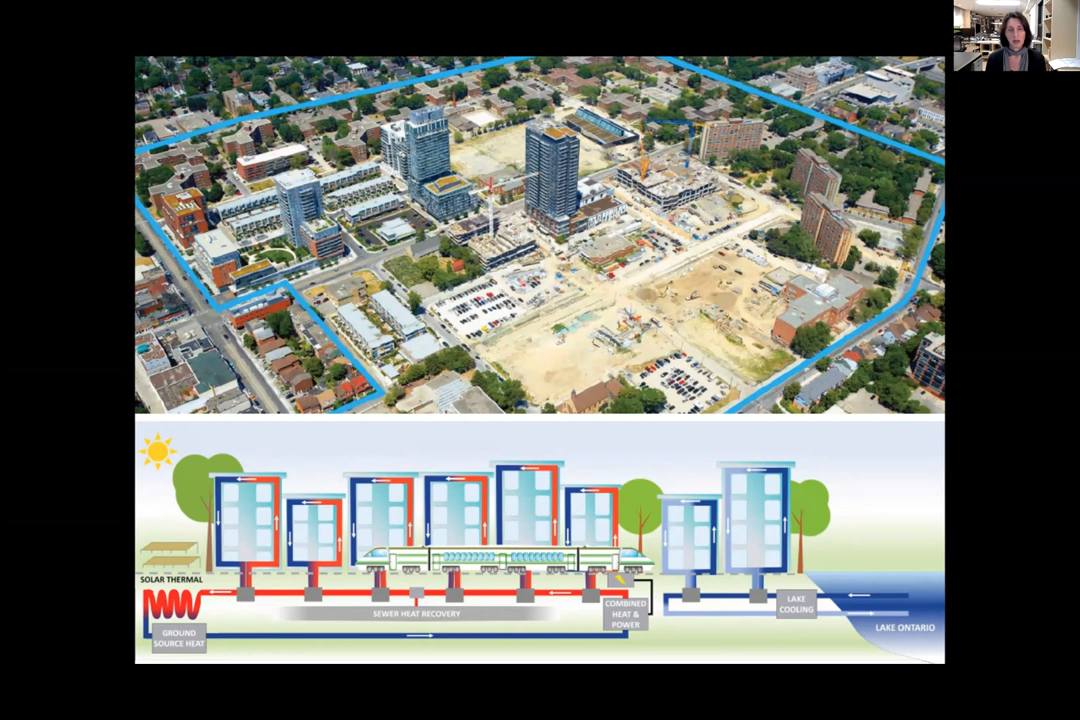 SOLAR THERMAL
GROUND
SOURCE HEAT
SEWER HEAT RECOVERY
COMBINED
HEAT &
POWER
LAKE
COOLING
LAKE ONTARIO